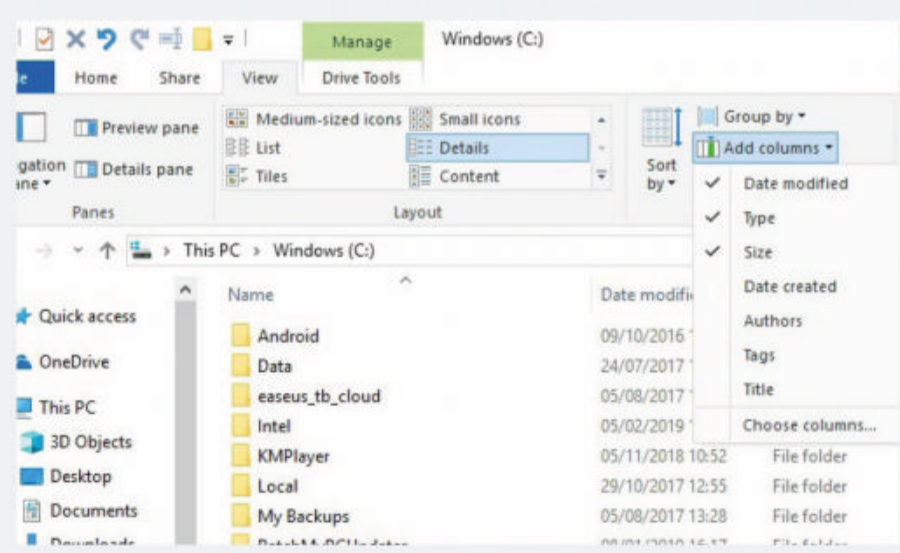 Manage Windows (C:)
Home Share View Drive Tools
Medium-sized icons Small icons Group by
Preview pane List Details Add columns
Details pane Tiles Content Sort by
Panes Layout
Date modified
Type
Size
Date created
Authors
Tags
Title
Choose columns...
This PC > Windows (C:)
Name
Quick access
OneDrive
This PC
3D Objects
Desktop
Documents
Android 09/10/2016
Data 24/07/2017
easeus_tb_cloud 05/08/2017
Intel 05/02/2019
KMPlayer 05/11/2018 10:52 File folder
Local 29/10/2017 12:55 File folder
My Backups 05/08/2017 13:28 File folder